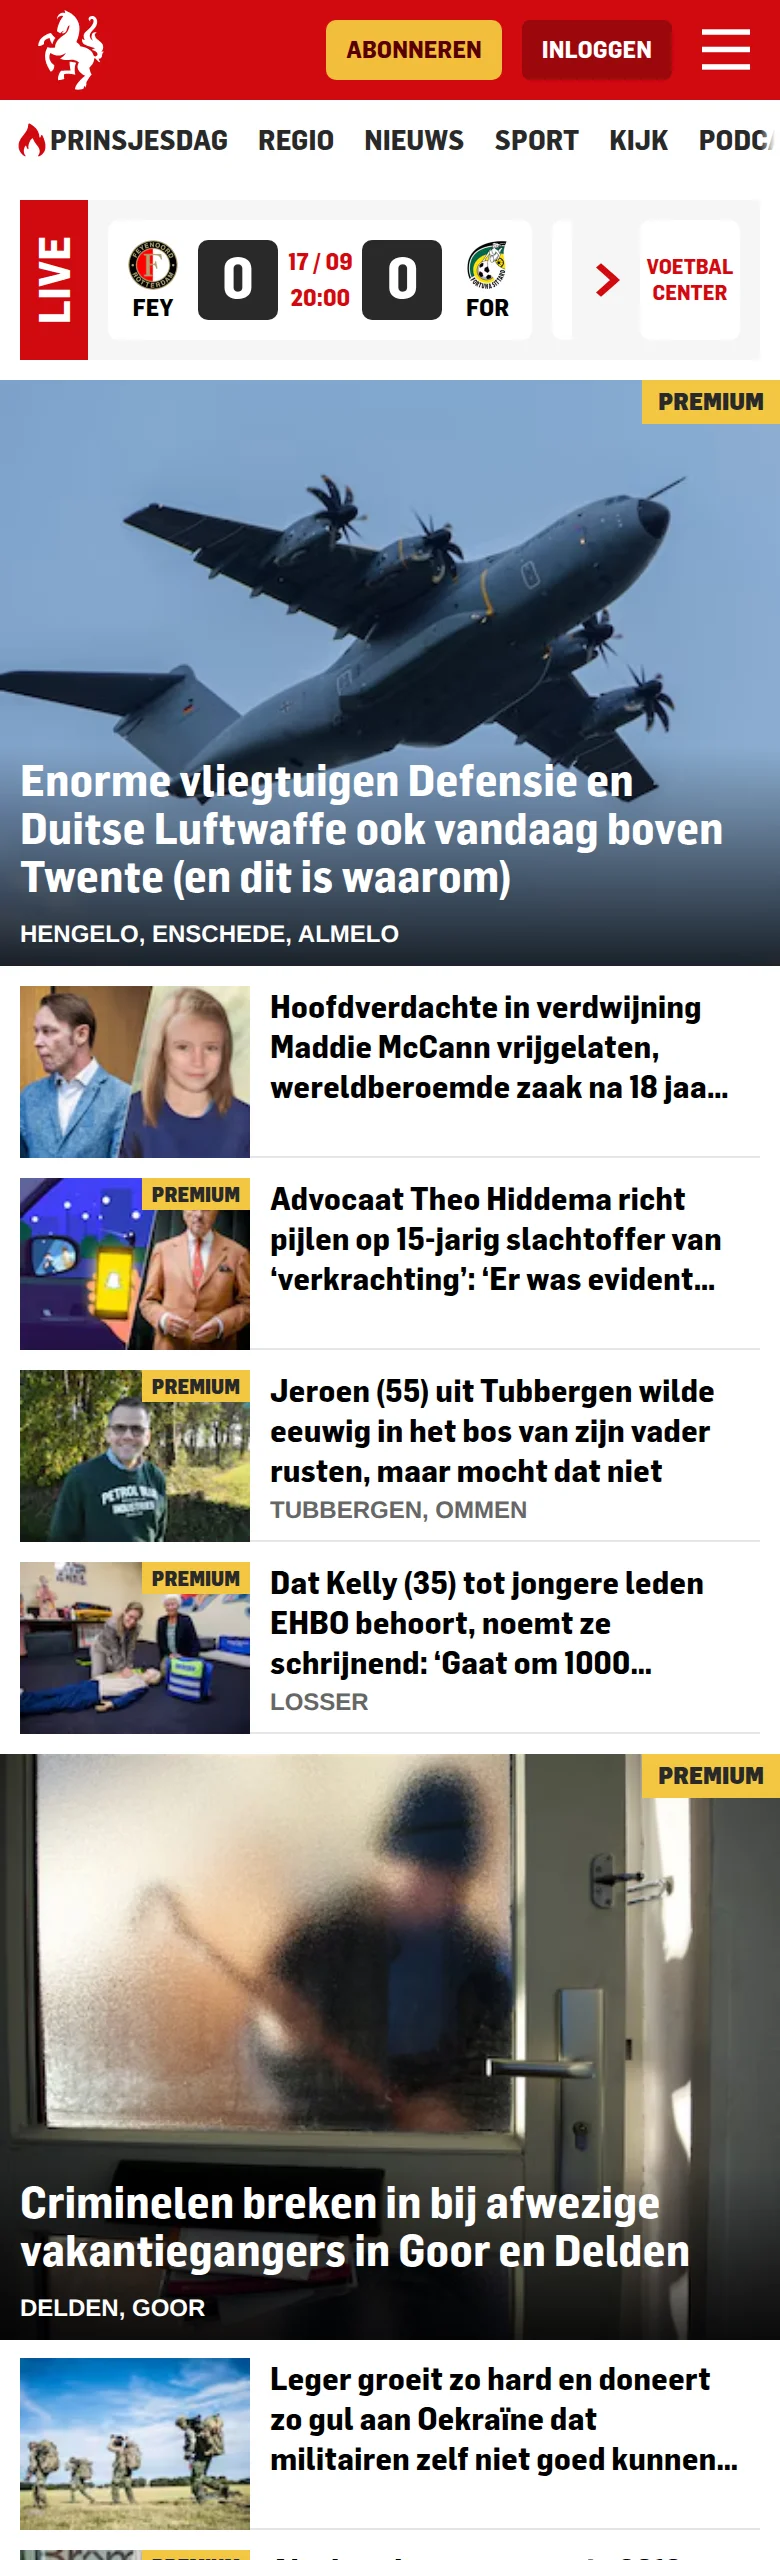 ABONNEREN
INLOGGEN
PRINSJESDAG REGIO NIEUWS SPORT KIJK PODCA
LIVE
FEY
0
17 / 09
20:00
0
FOR
VOETBAL
CENTER
PREMIUM
Enorme vliegtuigen Defensie en
Duitse Luftwaffe ook vandaag boven
Twente (en dit is waarom)
HENGELO, ENSCHEDE, ALMELO
Hoofdverdachte in verdwijning
Maddie McCann vrijgelaten,
wereldberoemde zaak na 18 jaa...
PREMIUM
Advocaat Theo Hiddema richt
pijlen op 15-jarig slachtoffer van
‘verkrachting’: ‘Er was evident...
PREMIUM
Jeroen (55) uit Tubbergen wilde
eeuwig in het bos van zijn vader
rusten, maar mocht dat niet
TUBBERGEN, OMMEN
PREMIUM
Dat Kelly (35) tot jongere leden
EHBO behoort, noemt ze
schrijnend: ‘Gaat om 1000...
LOSSER
PREMIUM
Criminelen breken in bij afwezige
vakantiegangers in Goor en Delden
DELDEN, GOOR
Leger groeit zo hard en doneert
zo gul aan Oekraïne dat
militairen zelf niet goed kunnen...